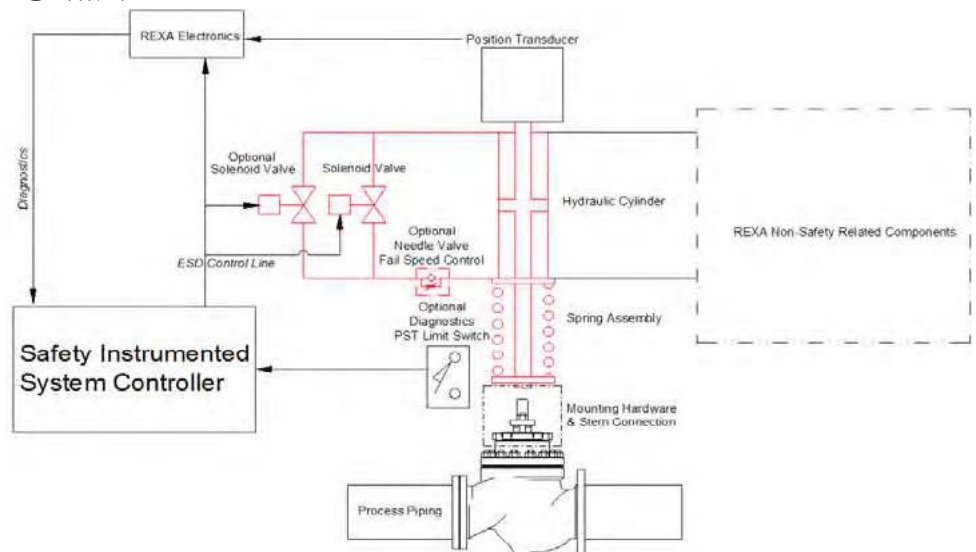 REXA Electronics
Position Transducer
Diagnostics
Optional
Solenoid Valve
Solenoid Valve
Hydraulic Cylinder
REXA Non-Safety Related Components
Optional
Needle Valve
Fail Speed Control
ESD Control Line
Optional
Diagnostics
PST Limit Switch
Spring Assembly
Safety Instrumented
System Controller
Mounting Hardware
& Stem Connection
Process Piping